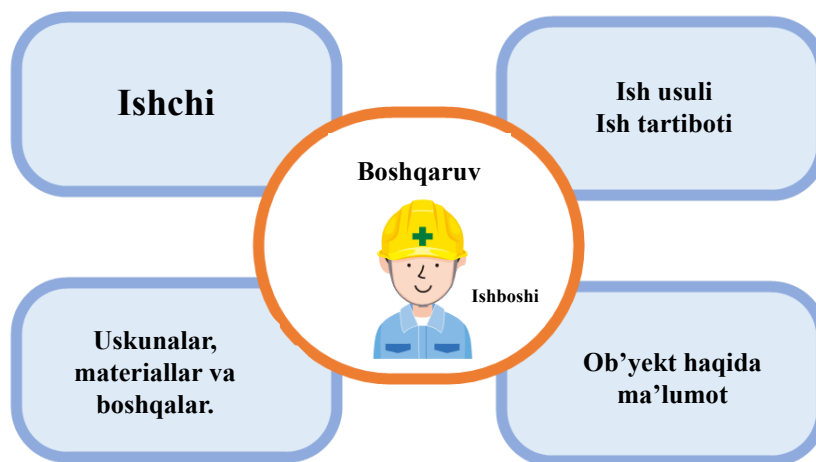 Ishchi
Ish usuli
Ish tartiboti
Boshqaruv
Ishboshi
Uskunalar,
materiallar va
boshqalar.
Ob’yekt haqida
ma’lumot